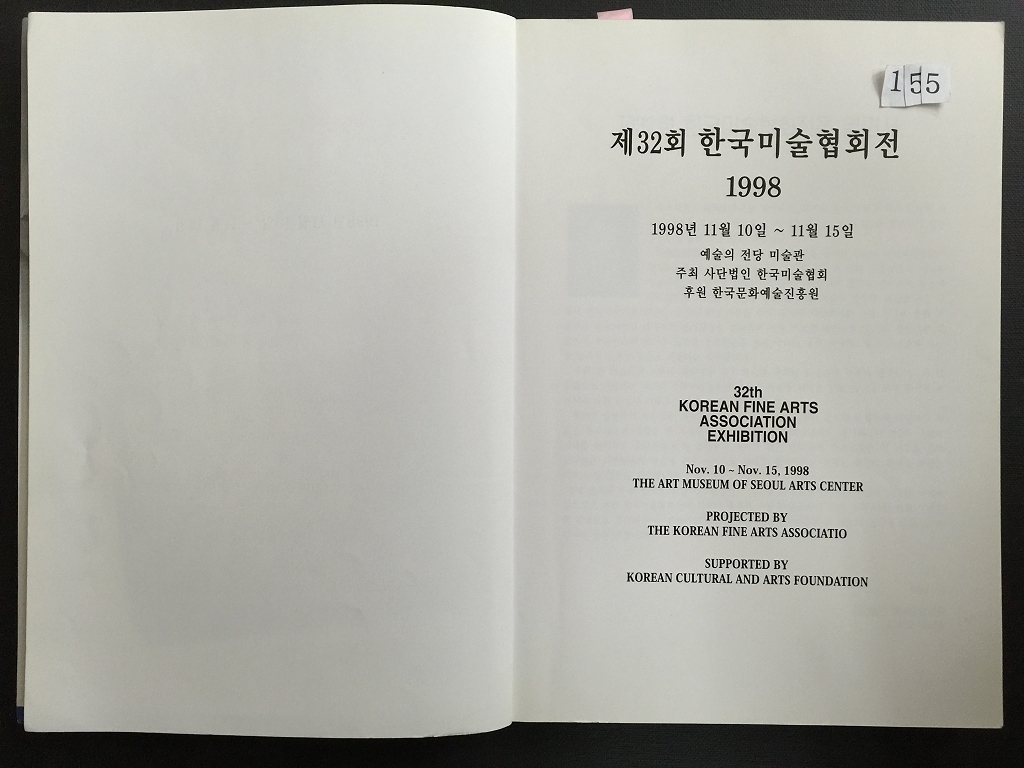 155
제32회 한국미술협회전
1998
1998년 11월 10일 ~ 11월 15일
예술의 전당 미술관
주최 사단법인 한국미술협회
후원 한국문화예술진흥원
32th
KOREAN FINE ARTS
ASSOCIATION
EXHIBITION
Nov. 10 ~ Nov. 15, 1998
THE ART MUSEUM OF SEOUL ARTS CENTER
PROJECTED BY
THE KOREAN FINE ARTS ASSOCIATIO
SUPPORTED BY
KOREAN CULTURAL AND ARTS FOUNDATION